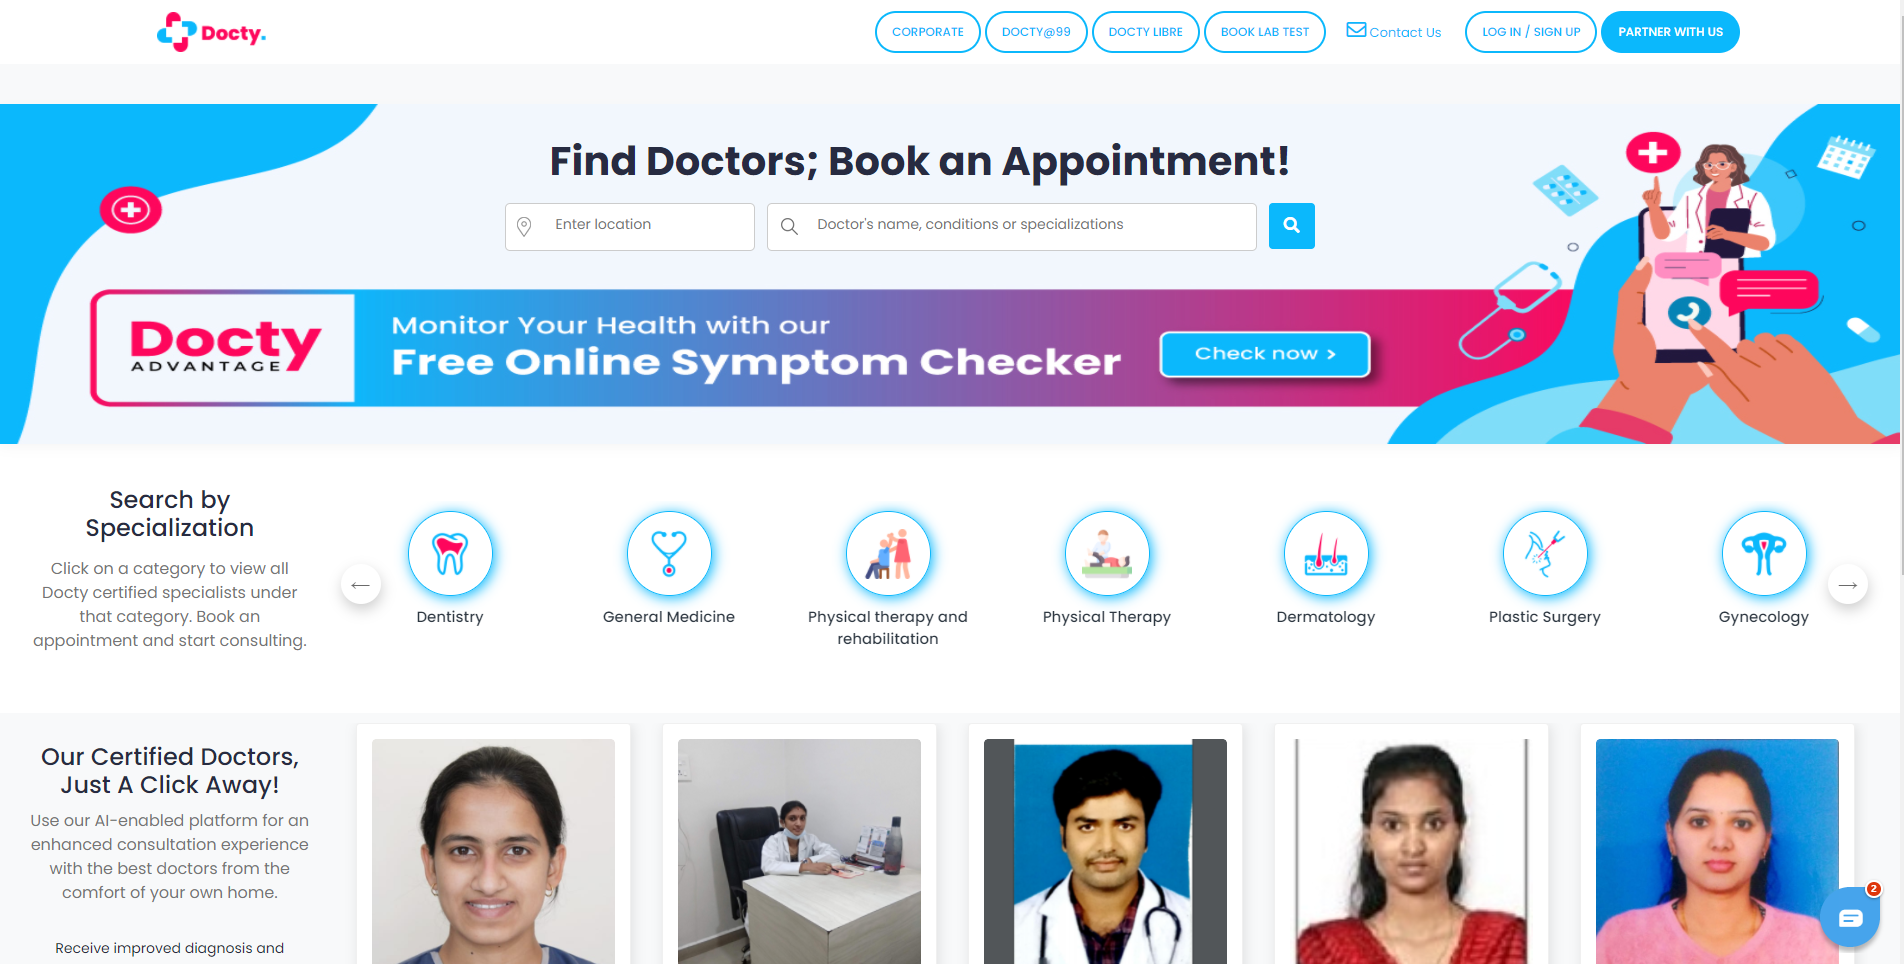 Docty.
CORPORATE
DOCTY@99
DOCTY LIBRE
BOOK LAB TEST
Contact Us
LOG IN / SIGN UP
PARTNER WITH US
Find Doctors; Book an Appointment!
Enter location
Doctor's name, conditions or specializations
Docty
ADVANTAGE
Monitor Your Health with our
Free Online Symptom Checker
Check now >
Search by
Specialization
Click on a category to view all
Docty certified specialists under
that category. Book an
appointment and start consulting.
←
Dentistry
General Medicine
Physical therapy and
rehabilitation
Physical Therapy
Dermatology
Plastic Surgery
Gynecology
→
Our Certified Doctors,
Just A Click Away!
Use our AI-enabled platform for an
enhanced consultation experience
with the best doctors from the
comfort of your own home.
Receive improved diagnosis and
2